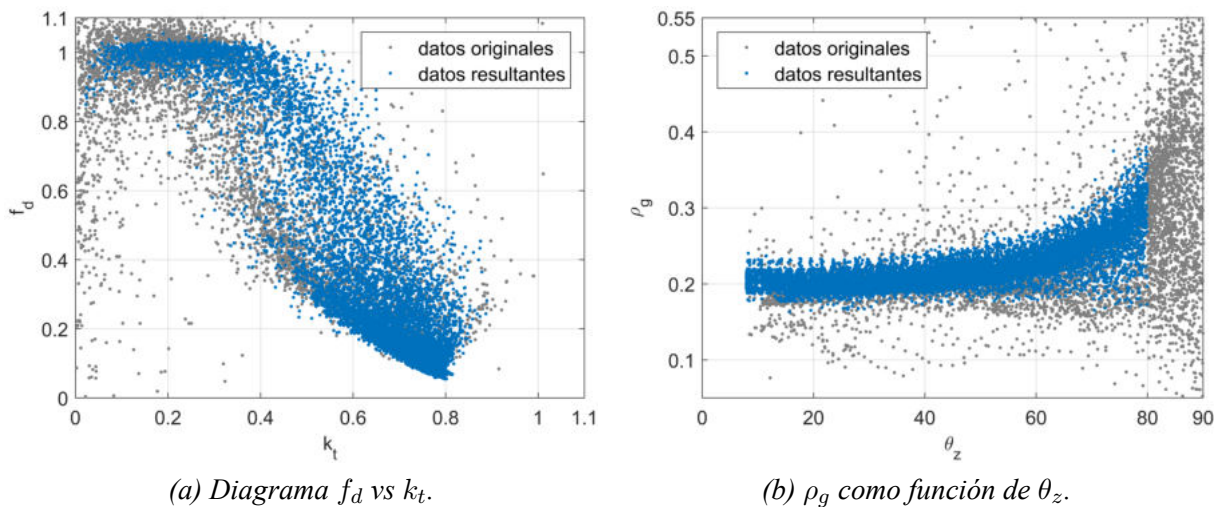 1.1
1
0.8
0.6
0.4
0.2
0
f_d
0 0.2 0.4 0.6 0.8 1 1.1
k_t
datos originales
datos resultantes
(a) Diagrama f_d vs k_t.
0.55
0.5
0.4
0.3
0.2
0.1
ρ_g
0 20 40 60 80 90
θ_z
datos originales
datos resultantes
(b) ρ_g como función de θ_z.